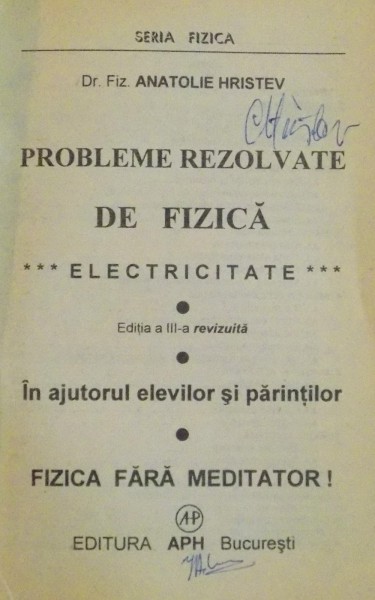 SERIA FIZICA
Dr. Fiz. ANATOLIE HRISTEV
PROBLEME REZOLVATE
DE FIZICĂ
*** ELECTRICITATE ***
Ediția a III-a revizuită
În ajutorul elevilor și părinților
FIZICA FĂRĂ MEDITATOR !
AHP
EDITURA APH București